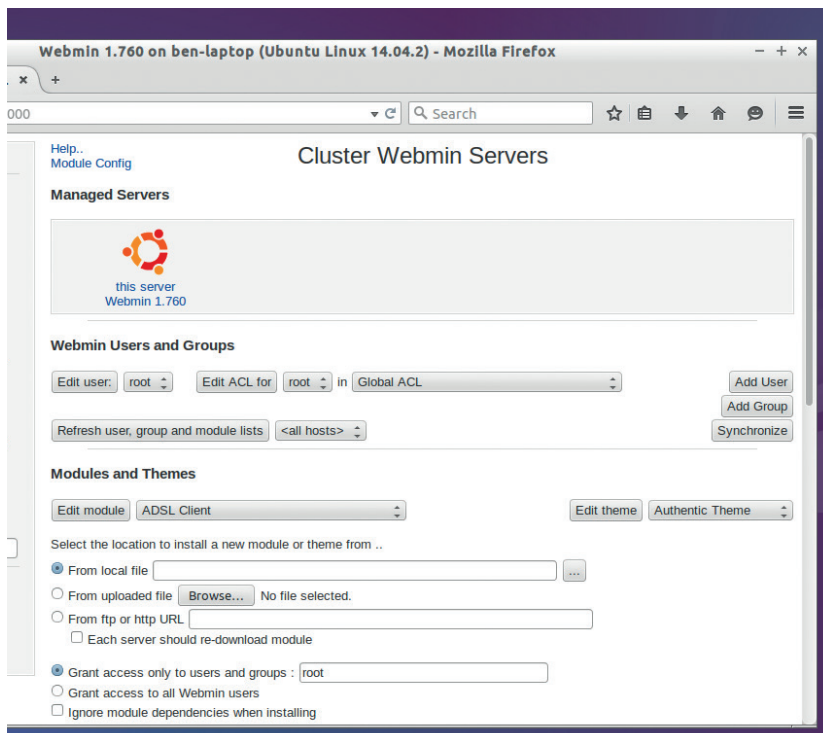 Webmin 1.760 on ben-laptop (Ubuntu Linux 14.04.2) - Mozilla Firefox
000
Search
Help..
Module Config
Cluster Webmin Servers
Managed Servers
this server
Webmin 1.760
Webmin Users and Groups
Edit user: root Edit ACL for root in Global ACL Add User
Add Group
Refresh user, group and module lists <all hosts> Synchronize
Modules and Themes
Edit module ADSL Client Edit theme Authentic Theme
Select the location to install a new module or theme from ..
From local file ...
From uploaded file Browse... No file selected.
From ftp or http URL
Each server should re-download module
Grant access only to users and groups : root
Grant access to all Webmin users
Ignore module dependencies when installing